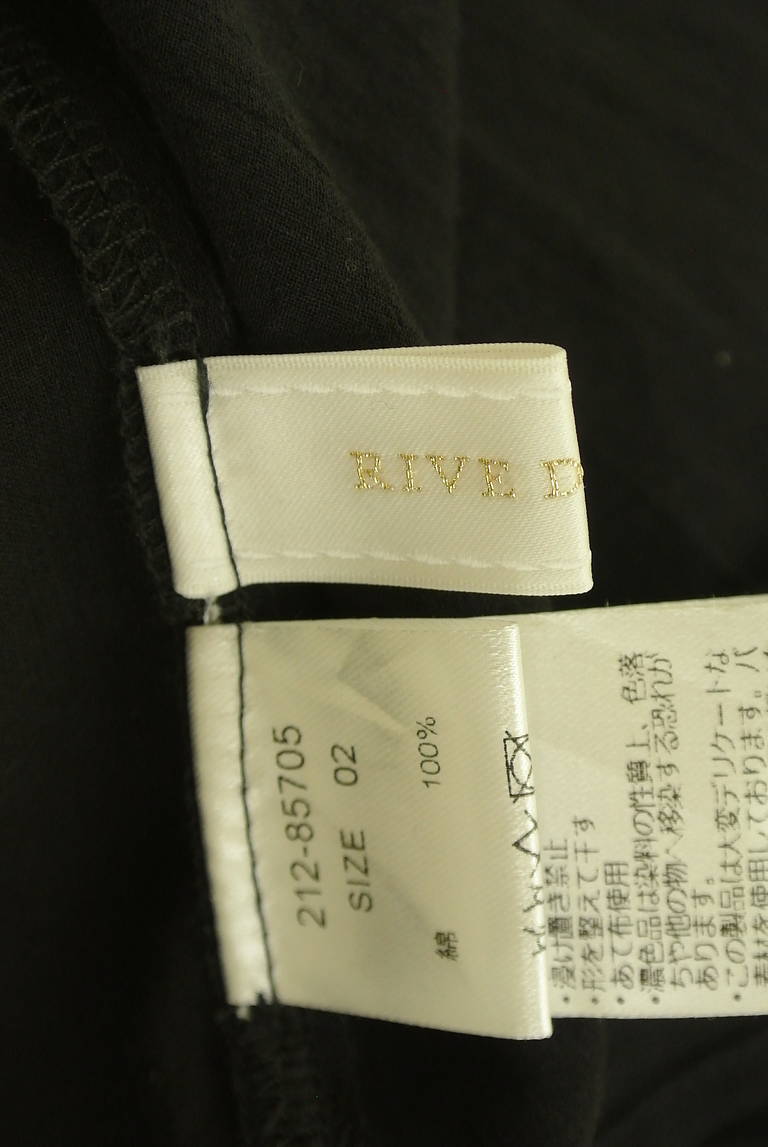 RIVE D
212-85705
SIZE 02
綿 100%
・浸け置き禁止
・形を整えて干す
・あて布使用
・濃色品は染料の性質上、色落
ちや他の物へ移染する恐れが
あります。
・この製品は大変デリケートな
素材を使用しております。パ